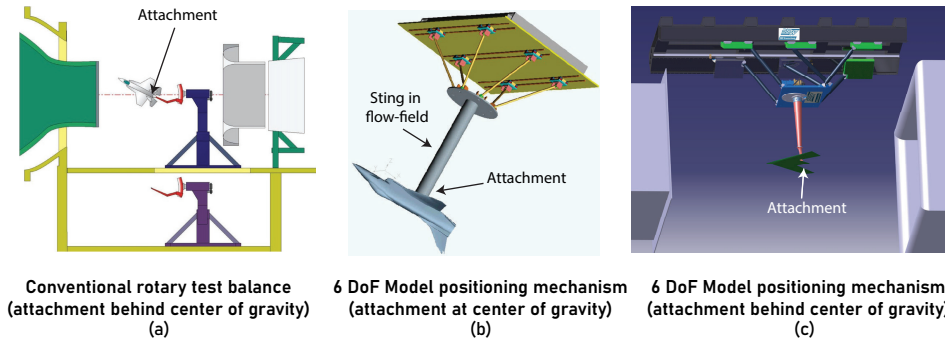 Attachment
Sting in
flow-field
Attachment
Attachment
Conventional rotary test balance
(attachment behind center of gravity)
(a)
6 DoF Model positioning mechanism
(attachment at center of gravity)
(b)
6 DoF Model positioning mechanism
(attachment behind center of gravity)
(c)